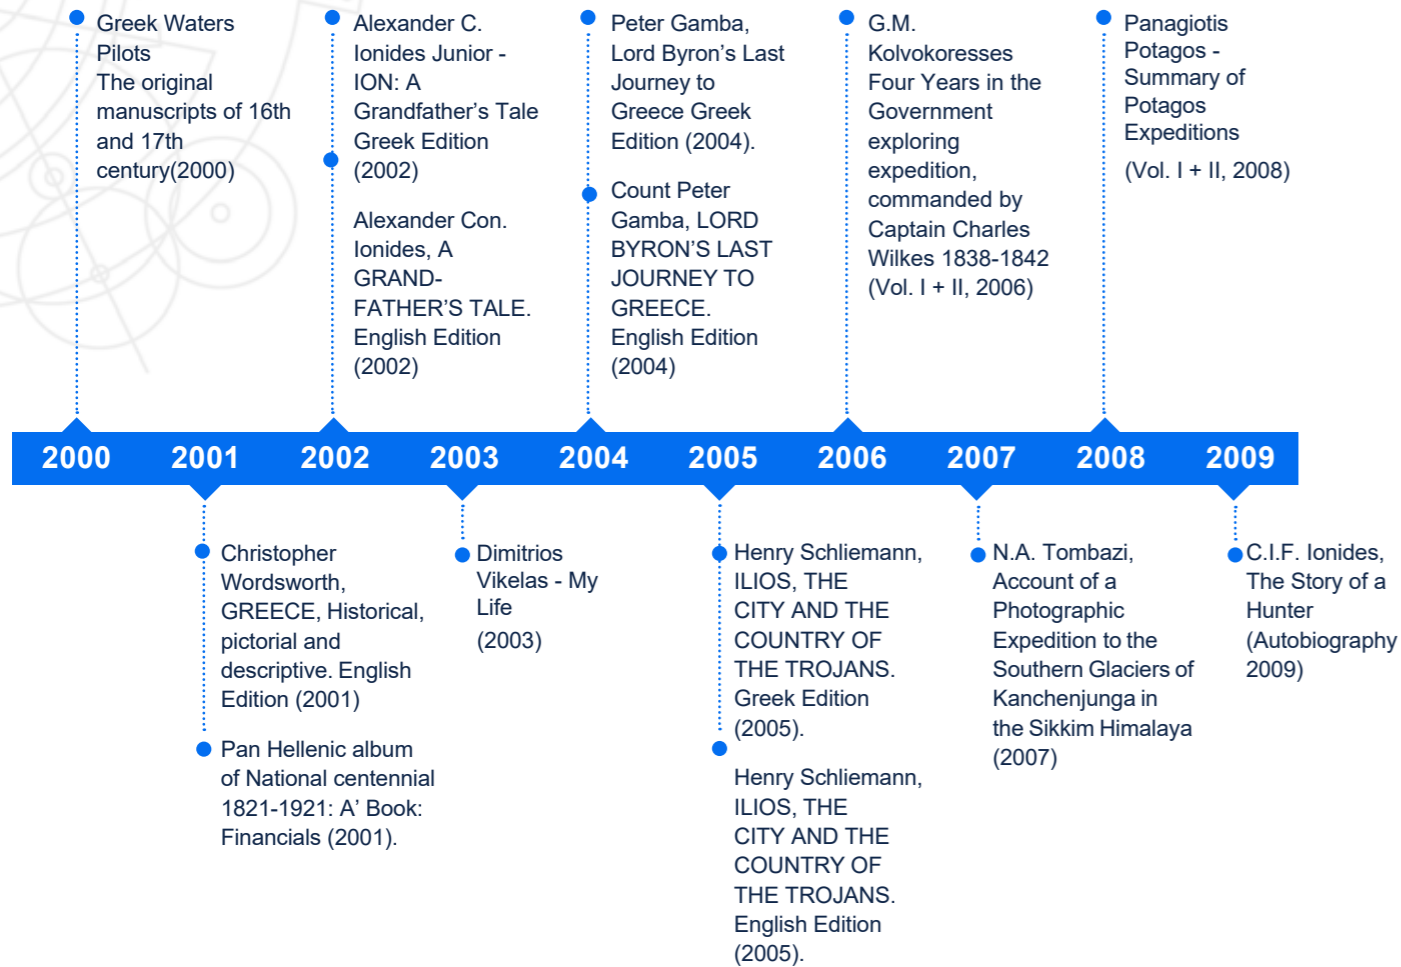 Greek Waters
Pilots
The original
manuscripts of 16th
and 17th
century(2000)
Alexander C.
Ionides Junior -
ION: A
Grandfather’s Tale
Greek Edition
(2002)
Alexander Con.
Ionides, A
GRAND-
FATHER’S TALE.
English Edition
(2002)
Peter Gamba,
Lord Byron’s Last
Journey to
Greece Greek
Edition (2004).
Count Peter
Gamba, LORD
BYRON’S LAST
JOURNEY TO
GREECE.
English Edition
(2004)
G.M.
Kolvokoresses
Four Years in the
Government
exploring
expedition,
commanded by
Captain Charles
Wilkes 1838-1842
(Vol. I + II, 2006)
Panagiotis
Potagos -
Summary of
Potagos
Expeditions
(Vol. I + II, 2008)
2000 2001 2002 2003 2004 2005 2006 2007 2008 2009
Christopher
Wordsworth,
GREECE, Historical,
pictorial and
descriptive. English
Edition (2001)
Pan Hellenic album
of National centennial
1821-1921: A’ Book:
Financials (2001).
Dimitrios
Vikelas - My
Life
(2003)
Henry Schliemann,
ILIOS, THE
CITY AND THE
COUNTRY OF
THE TROJANS.
Greek Edition
(2005).
Henry Schliemann,
ILIOS, THE
CITY AND THE
COUNTRY OF
THE TROJANS.
English Edition
(2005).
N.A. Tombazi,
Account of a
Photographic
Expedition to the
Southern Glaciers of
Kanchenjunga in
the Sikkim Himalaya
(2007)
C.I.F. Ionides,
The Story of a
Hunter
(Autobiography
2009)